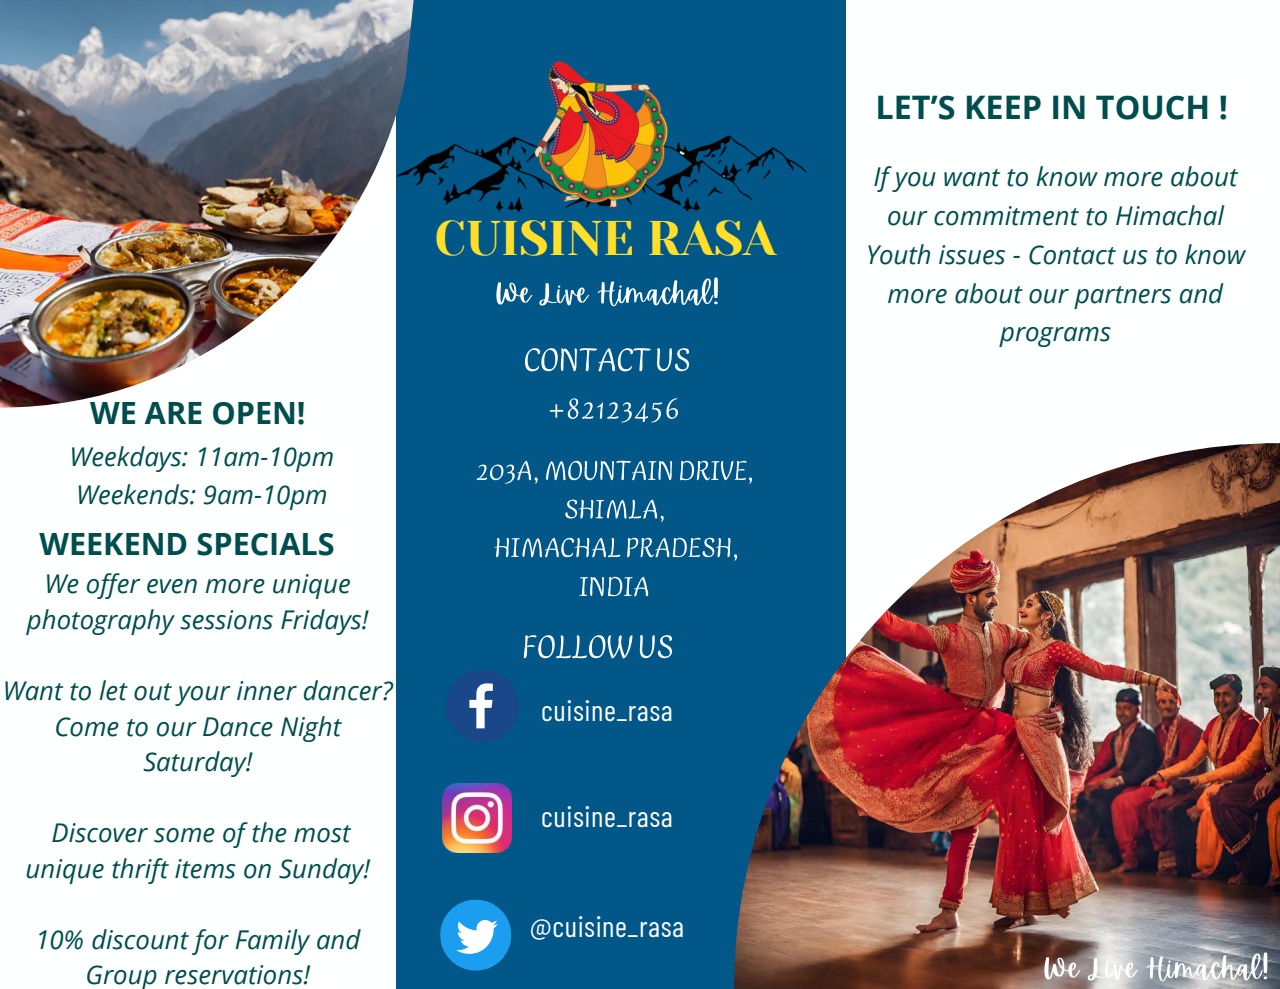 WE ARE OPEN!
Weekdays: 11am-10pm
Weekends: 9am-10pm
WEEKEND SPECIALS
We offer even more unique
photography sessions Fridays!
Want to let out your inner dancer?
Come to our Dance Night
Saturday!
Discover some of the most
unique thrift items on Sunday!
10% discount for Family and
Group reservations!
CUISINE RASA
We Live Himachal!
CONTACT US
+82123456
203A, MOUNTAIN DRIVE,
SHIMLA,
HIMACHAL PRADESH,
INDIA
FOLLOW US
cuisine_rasa
cuisine_rasa
@cuisine_rasa
LET’S KEEP IN TOUCH !
If you want to know more about
our commitment to Himachal
Youth issues - Contact us to know
more about our partners and
programs
We Live Himachal!